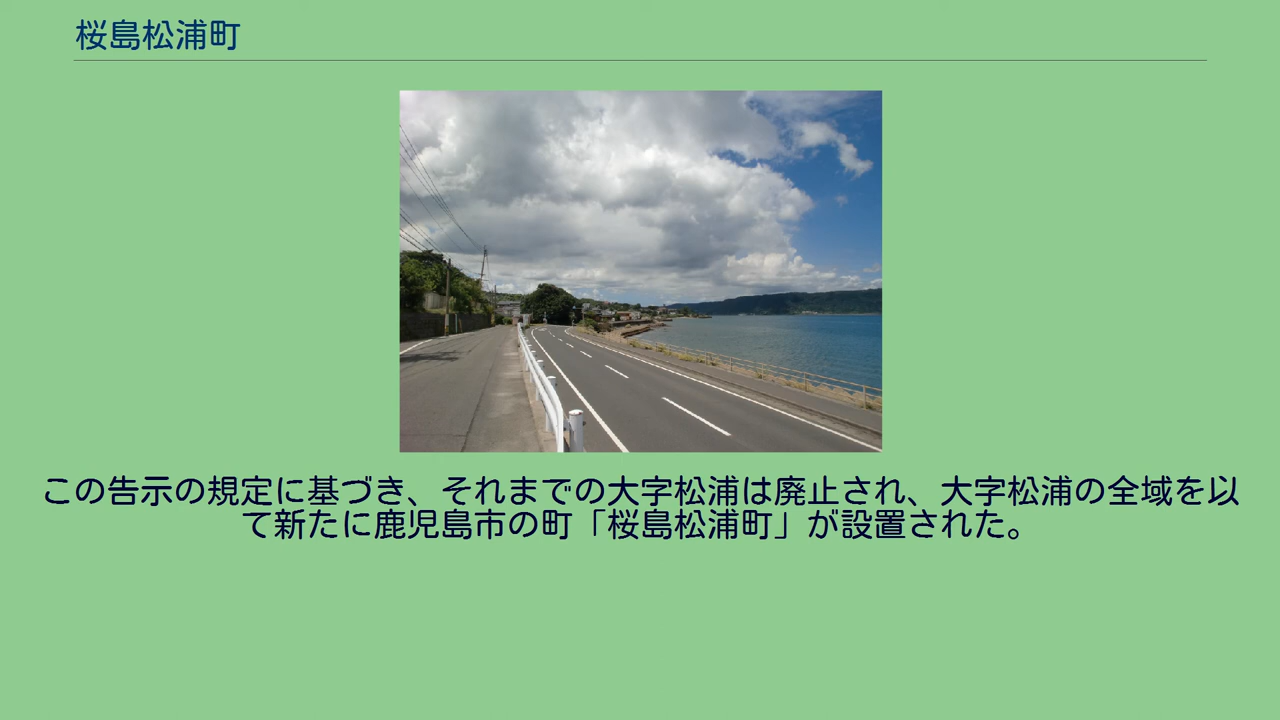 桜島松浦町
この告示の規定に基づき、それまでの大字松浦は廃止され、大字松浦の全域を以
て新たに鹿児島市の町「桜島松浦町」が設置された。